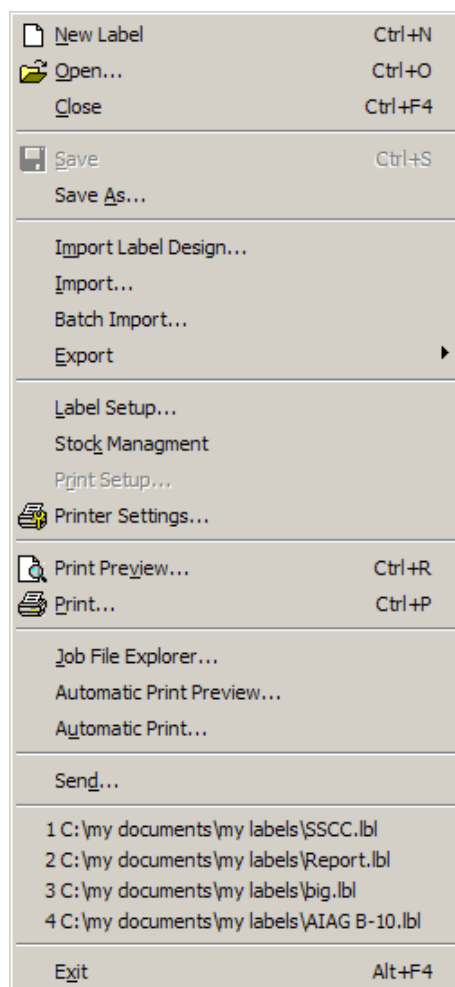 New Label Ctrl+N
Open... Ctrl+O
Close Ctrl+F4
Save Ctrl+S
Save As...
Import Label Design...
Import...
Batch Import...
Export
Label Setup...
Stock Managment
Print Setup...
Printer Settings...
Print Preview... Ctrl+R
Print... Ctrl+P
Job File Explorer...
Automatic Print Preview...
Automatic Print...
Send...
1 C:\my documents\my labels\SSCC.lbl
2 C:\my documents\my labels\Report.lbl
3 C:\my documents\my labels\big.lbl
4 C:\my documents\my labels\AIAG B-10.lbl
Exit Alt+F4